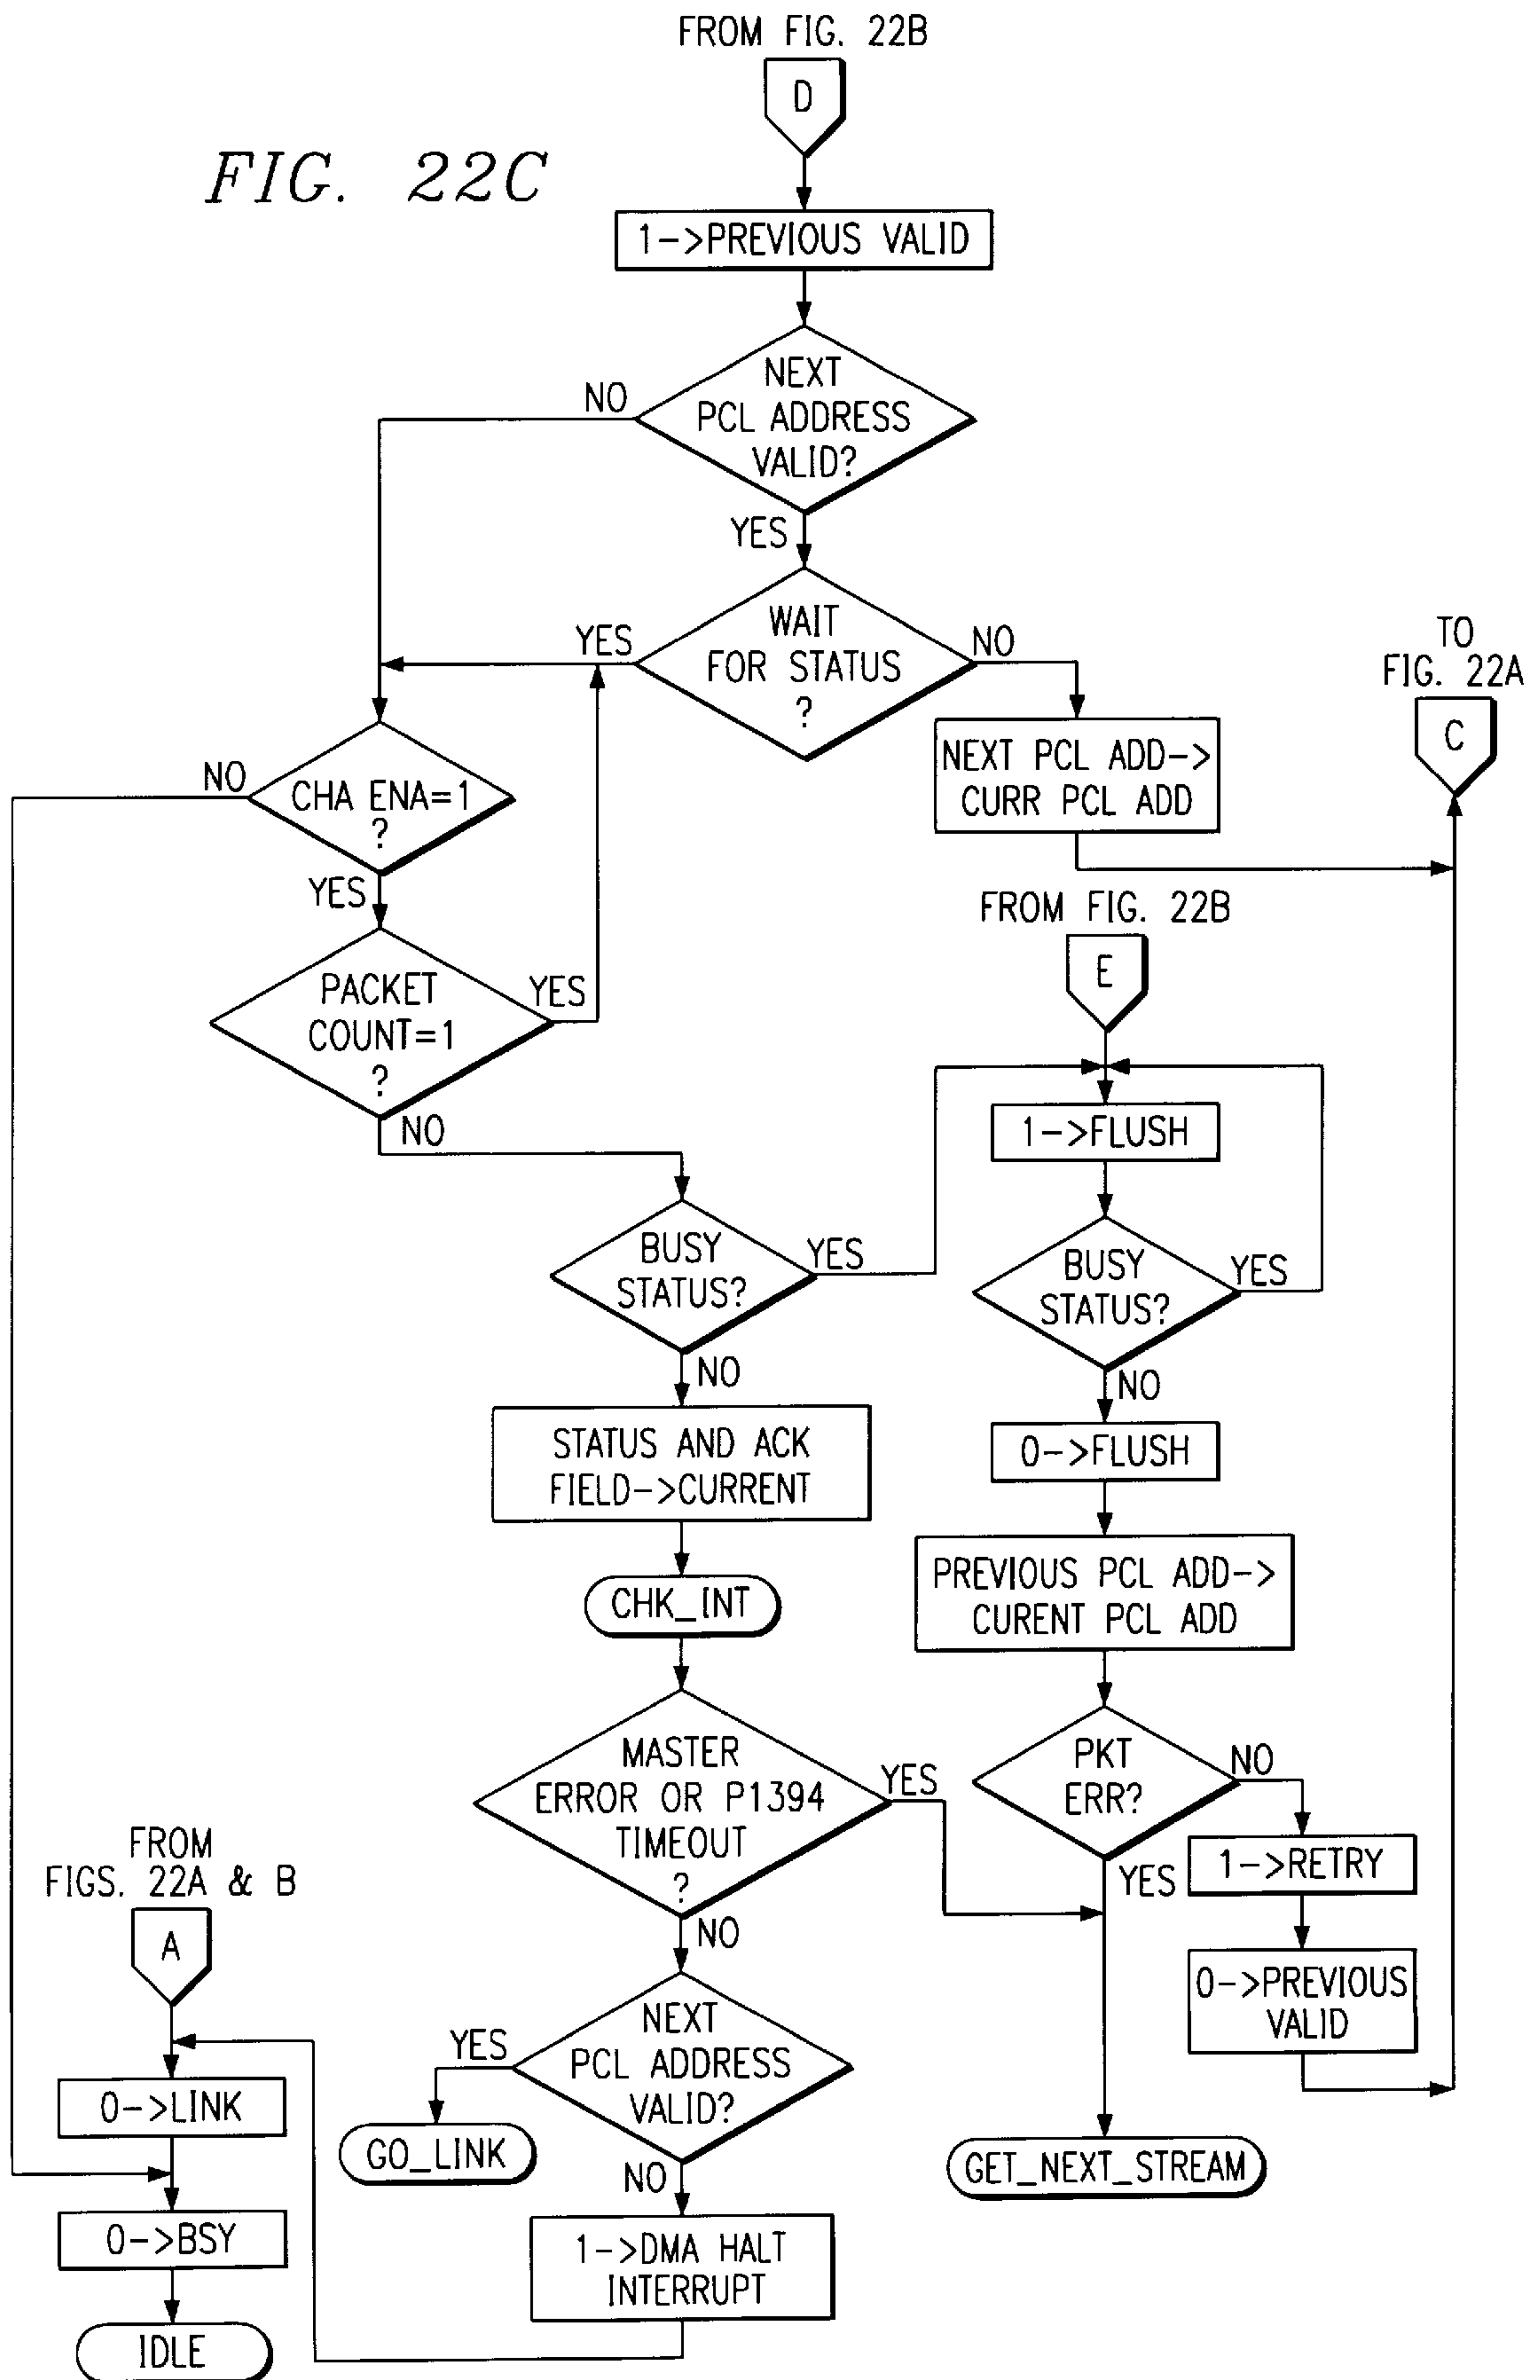 FROM FIG. 22B
D
FIG. 22C
1->PREVIOUS VALID
NEXT
PCL ADDRESS
VALID?
NO
YES
WAIT
FOR STATUS
?
YES
NO
NEXT PCL ADD->
CURR PCL ADD
TO
FIG. 22A
C
CHA ENA=1
?
NO
YES
PACKET
COUNT=1
?
YES
NO
FROM FIG. 22B
E
1->FLUSH
BUSY
STATUS?
YES
NO
BUSY
STATUS?
YES
NO
0->FLUSH
STATUS AND ACK
FIELD->CURRENT
PREVIOUS PCL ADD->
CURENT PCL ADD
CHK_INT
MASTER
ERROR OR P1394
TIMEOUT
?
YES
NO
PKT
ERR?
NO
YES
1->RETRY
0->PREVIOUS
VALID
FROM
FIGS. 22A & B
A
NEXT
PCL ADDRESS
VALID?
YES
NO
GO_LINK
GET_NEXT_STREAM
0->LINK
0->BSY
1->DMA HALT
INTERRUPT
IDLE